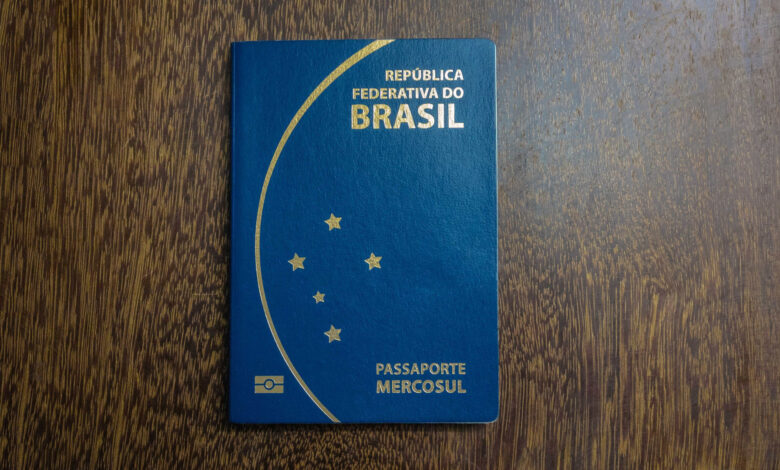 REPÚBLICA
FEDERATIVA DO
BRASIL
PASSAPORTE
MERCOSUL